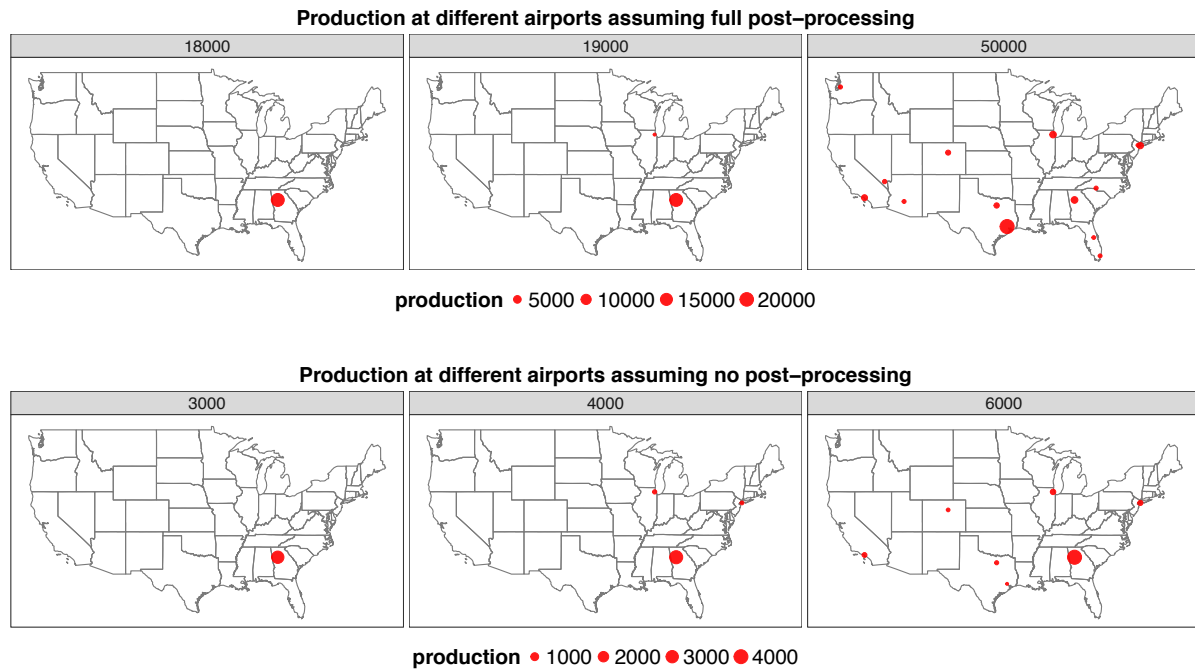 Production at different airports assuming full post–processing
18000 19000 50000
production 5000 10000 15000 20000
Production at different airports assuming no post–processing
3000 4000 6000
production 1000 2000 3000 4000